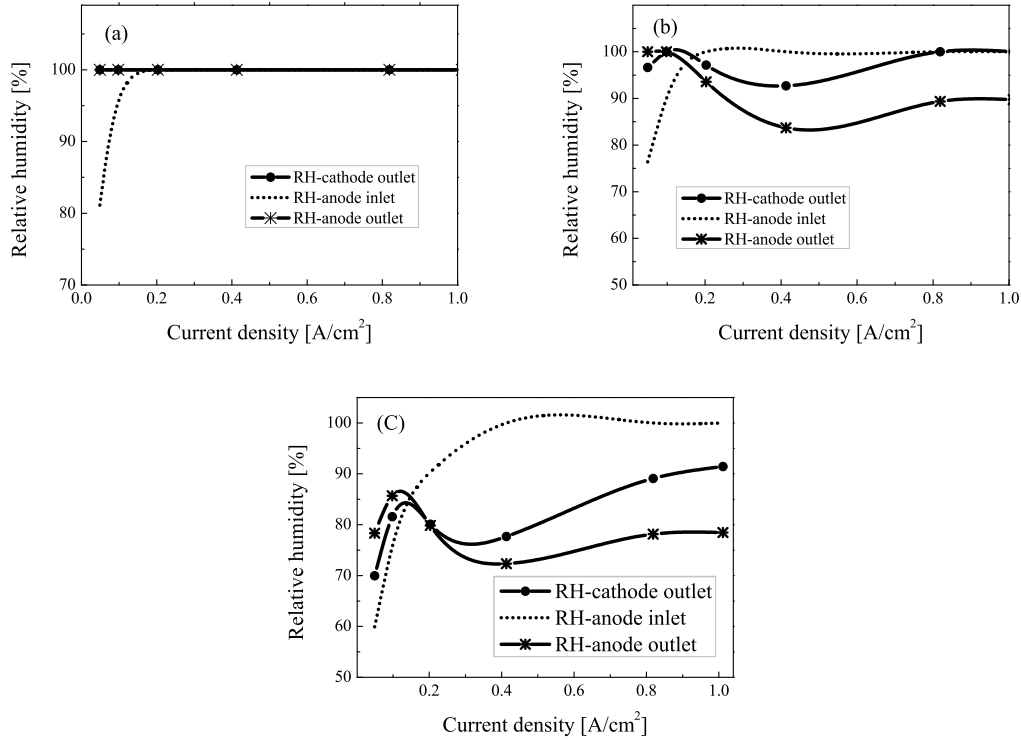 (a)
Relative humidity [%]
100
90
80
70
RH-cathode outlet
RH-anode inlet
RH-anode outlet
0.0 0.2 0.4 0.6 0.8 1.0
Current density [A/cm²]
(b)
Relative humidity [%]
100
90
80
70
60
50
RH-cathode outlet
RH-anode inlet
RH-anode outlet
0.2 0.4 0.6 0.8 1.0
Current density [A/cm²]
(C)
Relative humidity [%]
100
90
80
70
60
50
RH-cathode outlet
RH-anode inlet
RH-anode outlet
0.2 0.4 0.6 0.8 1.0
Current density [A/cm²]